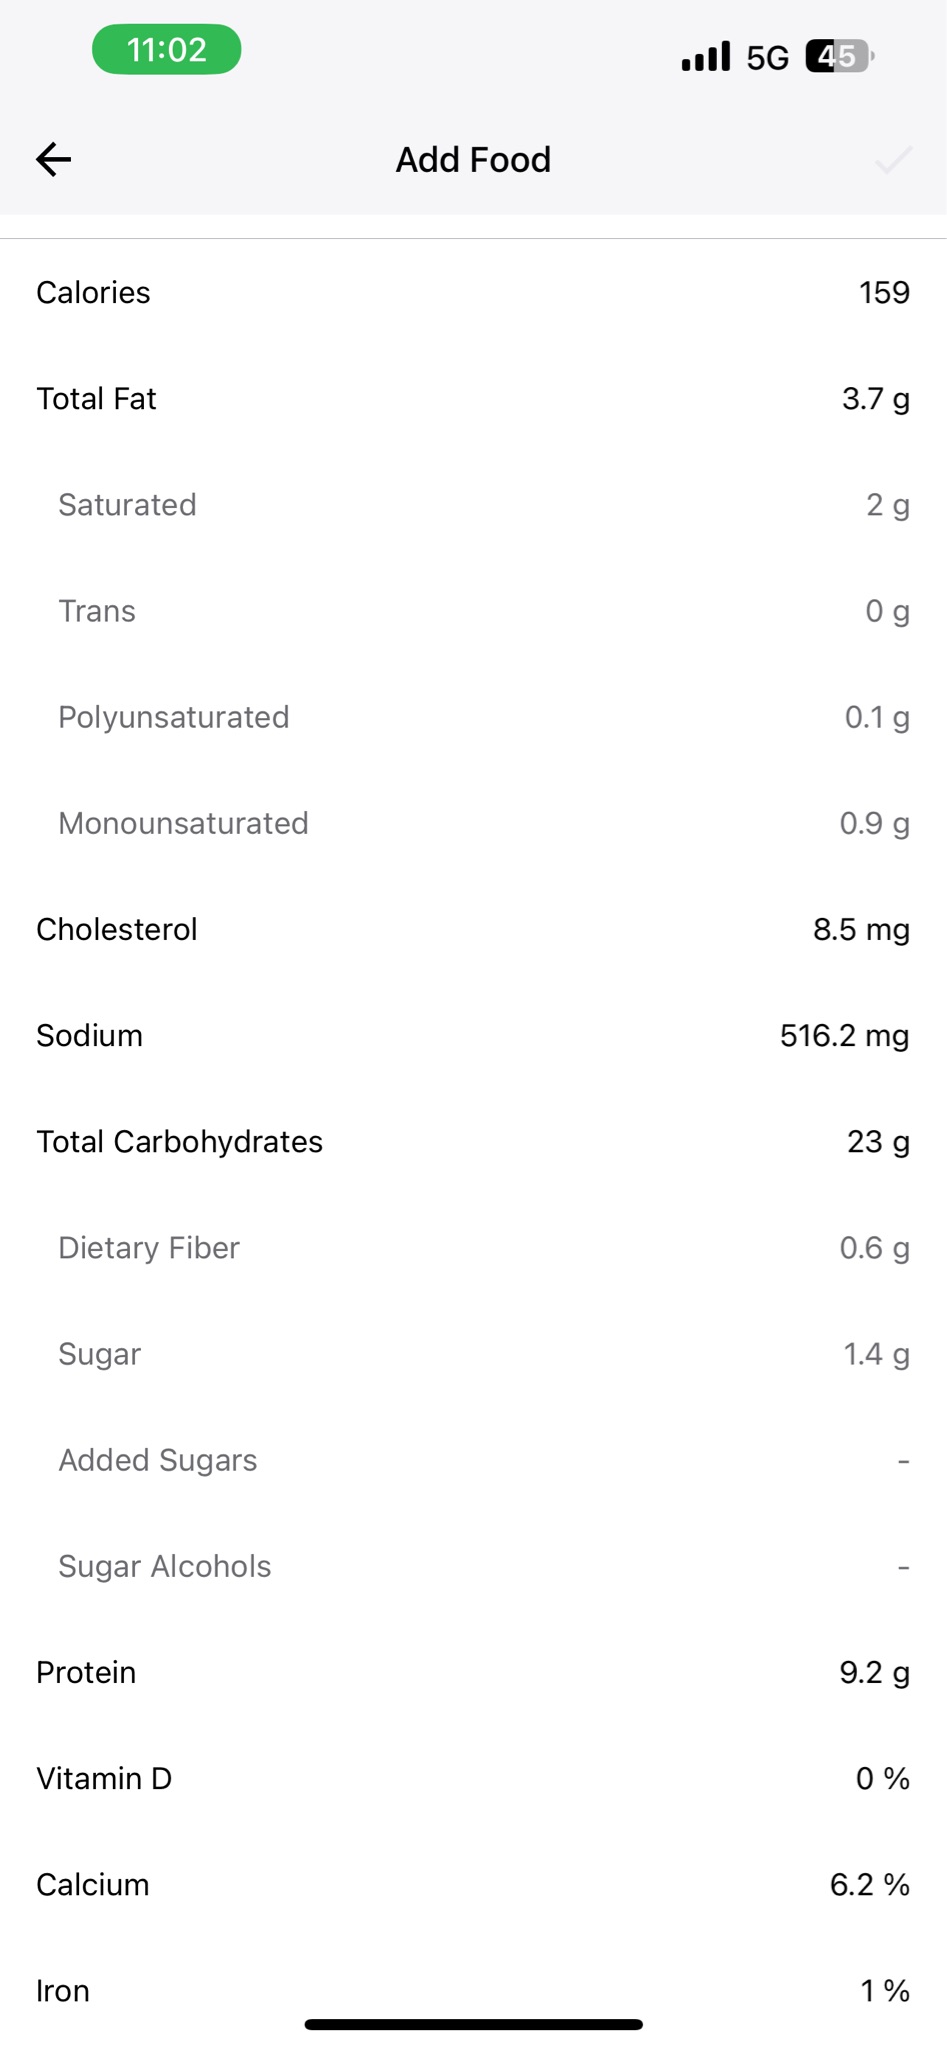 11:02 5G 45
Add Food
Calories 159
Total Fat 3.7 g
Saturated 2 g
Trans 0 g
Polyunsaturated 0.1 g
Monounsaturated 0.9 g
Cholesterol 8.5 mg
Sodium 516.2 mg
Total Carbohydrates 23 g
Dietary Fiber 0.6 g
Sugar 1.4 g
Added Sugars -
Sugar Alcohols -
Protein 9.2 g
Vitamin D 0 %
Calcium 6.2 %
Iron 1 %